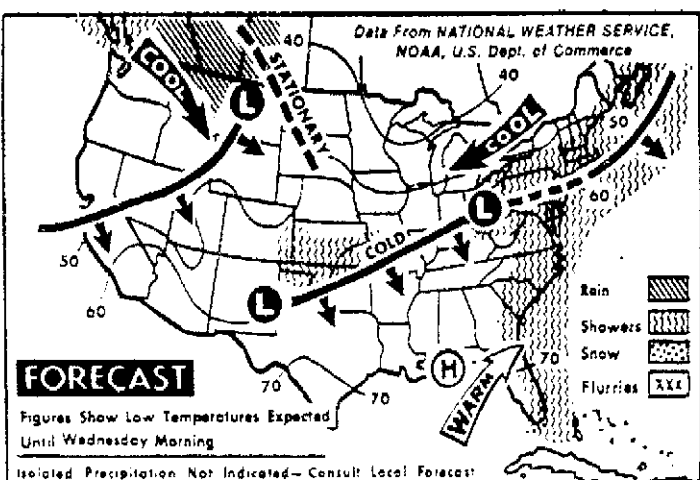 Data From NATIONAL WEATHER SERVICE,
NOAA, U.S. Dept. of Commerce
40
COOL
STATIONARY
40
L
COOL
50
60
L
COLD
50
60
L
H
70
WARM
70
70
Rain
Showers
Snow
Flurries
XXX
FORECAST
Figures Show Low Temperatures Expected
Until Wednesday Morning
Isolated Precipitation Not Indicated— Consult Local Forecast